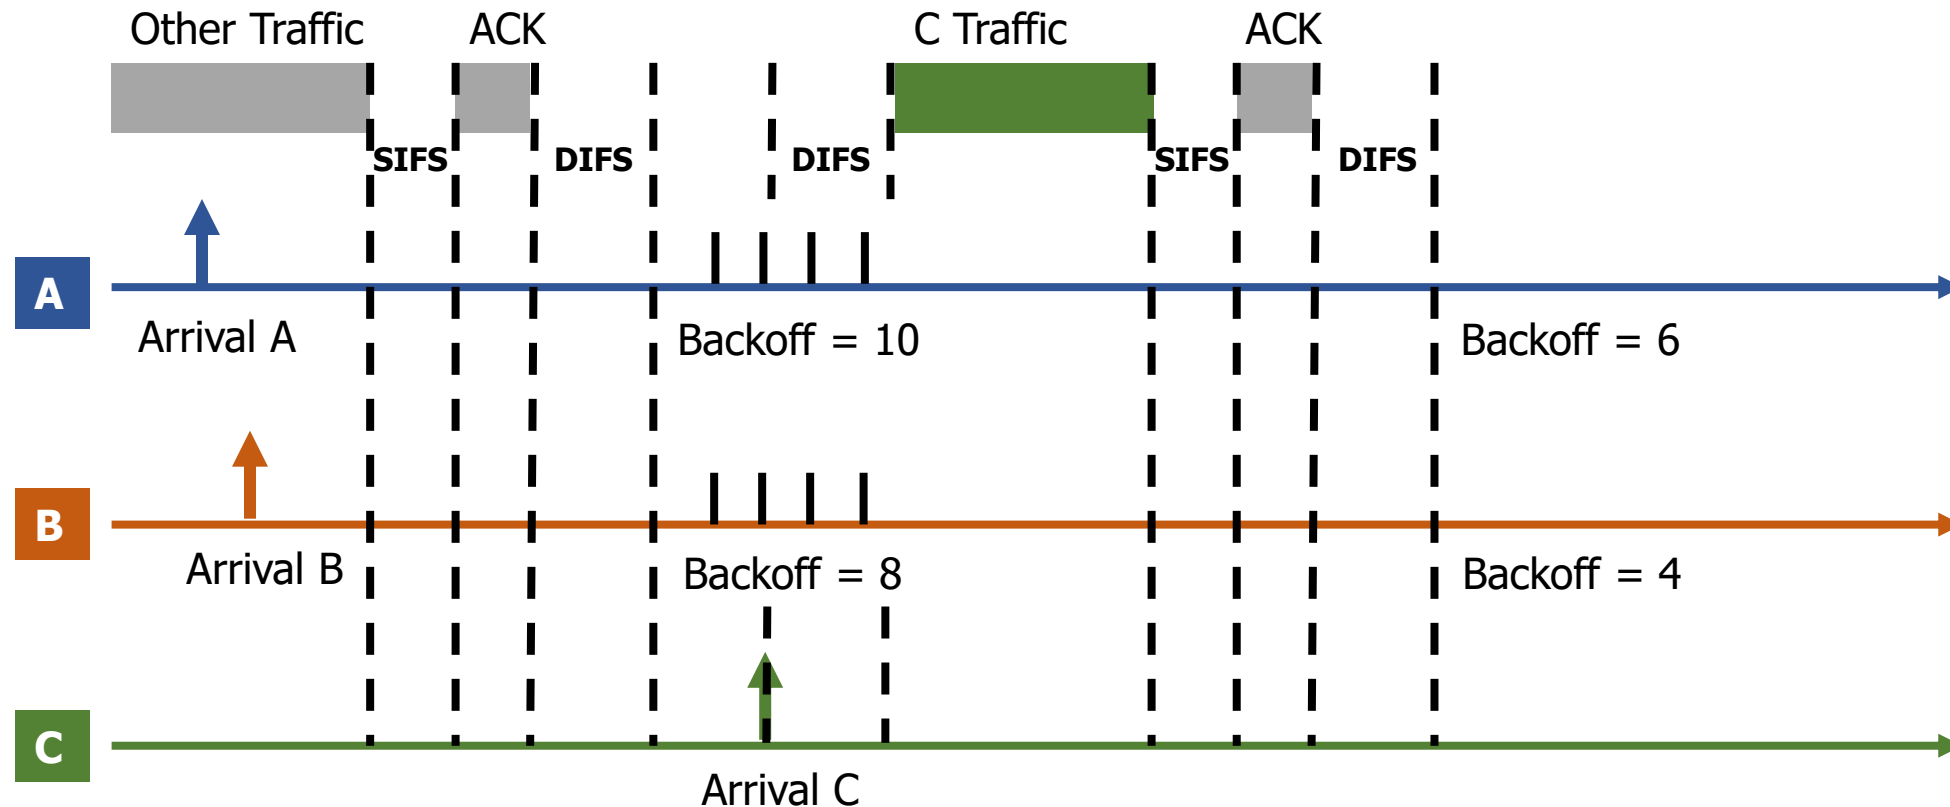 Other Traffic ACK C Traffic ACK
SIFS DIFS DIFS SIFS DIFS
A
Arrival A Backoff = 10 Backoff = 6
B
Arrival B Backoff = 8 Backoff = 4
C
Arrival C